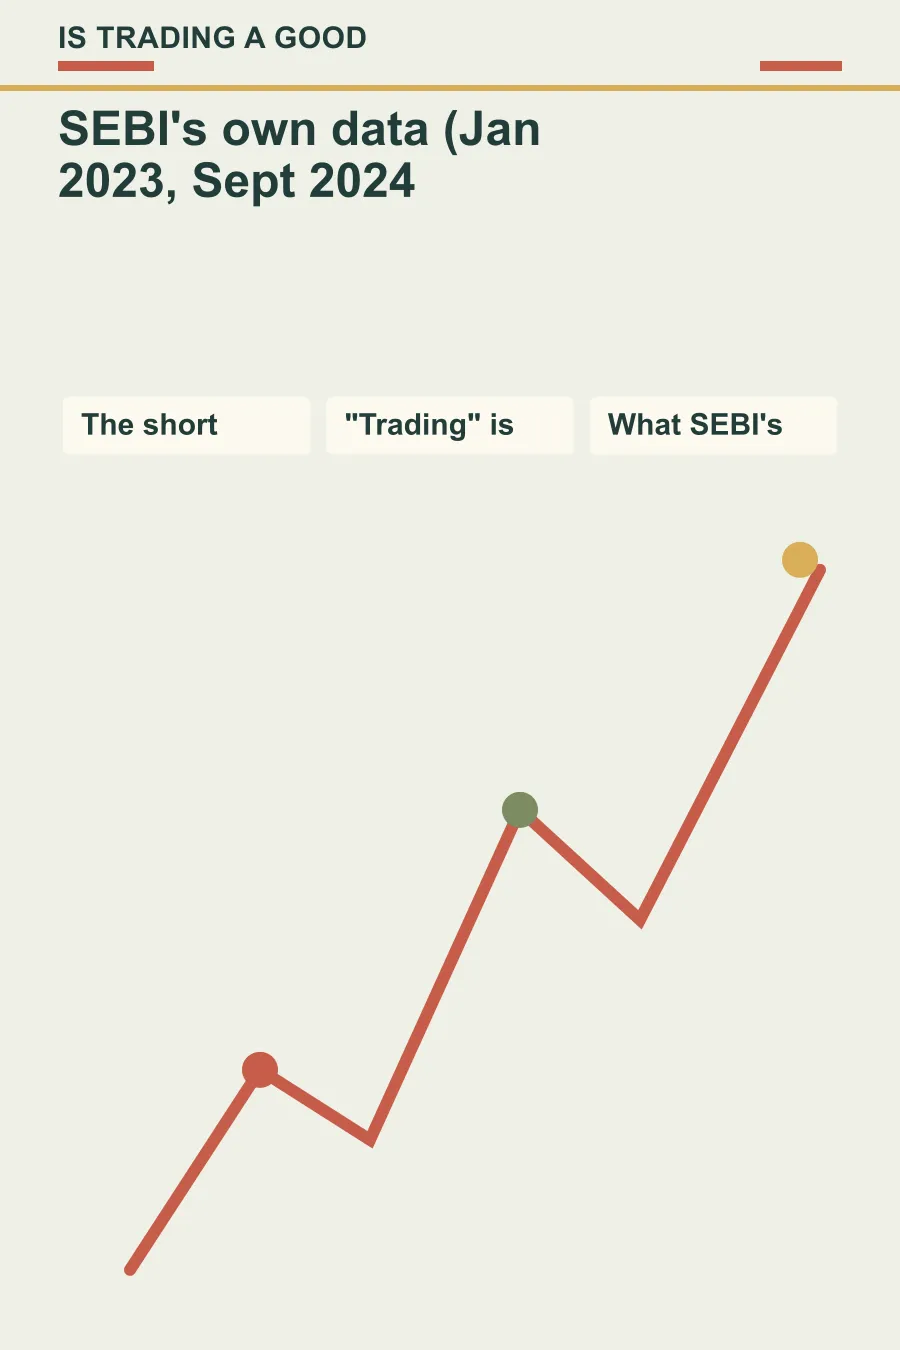 IS TRADING A GOOD
SEBI's own data (Jan
2023, Sept 2024
The short
"Trading" is
What SEBI's